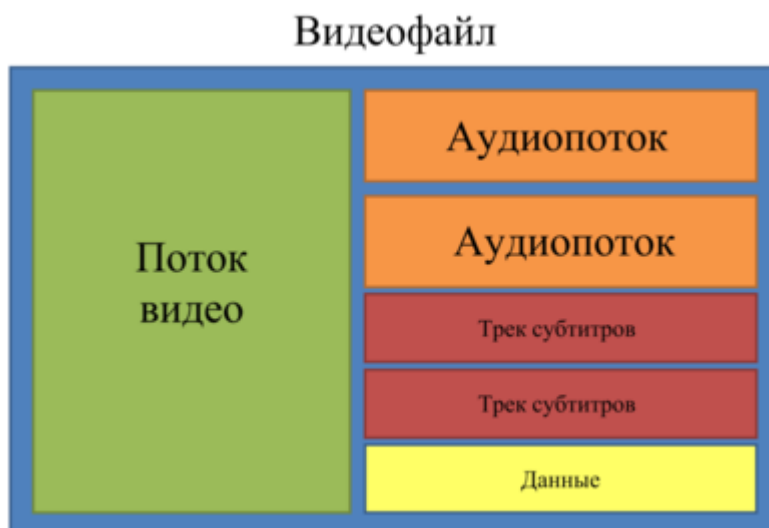 Видеофайл
Поток
видео
Аудиопоток
Аудиопоток
Трек субтитров
Трек субтитров
Данные